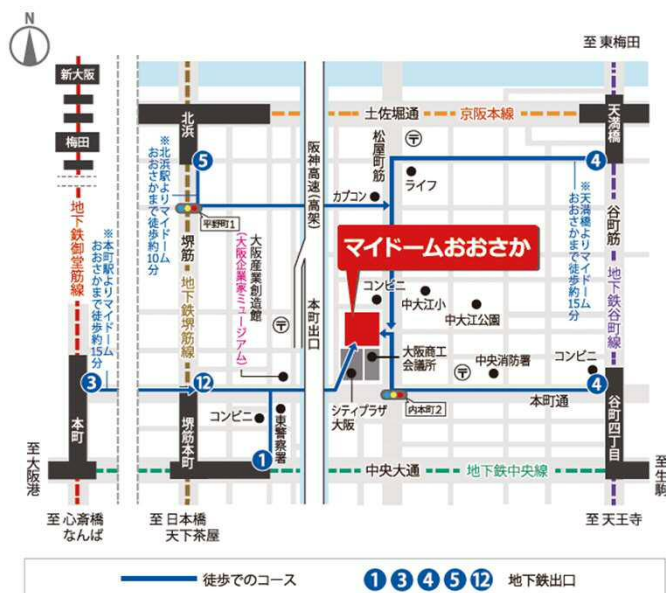 N
至 東梅田
新大阪
梅田
北浜
土佐堀通
京阪本線
天満橋
5
4
松屋町筋
〒
ライフ
カプコン
阪神高速(高架)
本町出口
※北浜駅よりマイドーム
おおさかまで徒歩約10分
平野町1
堺筋
地下鉄堺筋線
大阪産業創造館
(大阪企業家ミュージアム)
〒
マイドームおおさか
コンビニ
中大江小
中大江公園
※天満橋よりマイドーム
おおさかまで徒歩約15分
谷町筋
地下鉄谷町線
地下鉄御堂筋線
※本町駅よりマイドーム
おおさかまで徒歩約15分
大阪商工
会議所
〒
中央消防署
コンビニ
3
12
4
シティプラザ
大阪
内本町2
本町通
本町
堺筋本町
コンビニ
東警察署
1
谷町四丁目
至大阪港
中央大通
地下鉄中央線
至生駒
至 心斎橋
なんば
至 日本橋
天下茶屋
至 天王寺
徒歩でのコース
1 3 4 5 12 地下鉄出口